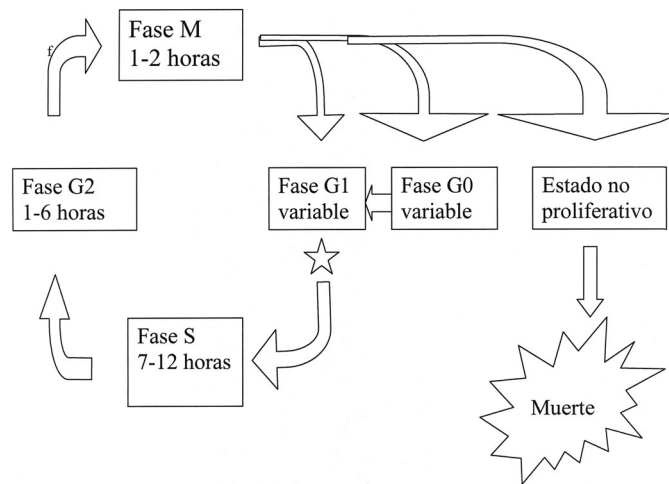 Fase M
1-2 horas
f
Fase G2
1-6 horas
Fase G1
variable
Fase G0
variable
Estado no
proliferativo
Fase S
7-12 horas
Muerte